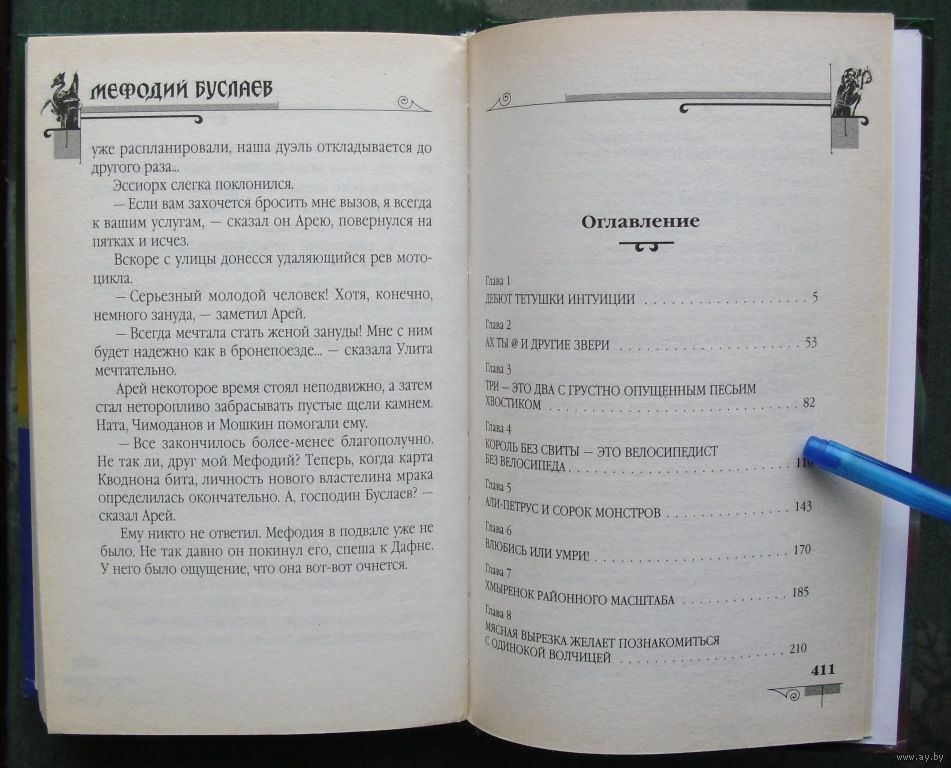 МЕФОДИЙ БУСЛАЕВ
уже распланировали, наша дуэль откладывается до
другого раза...
Эссиорх слегка поклонился.
— Если вам захочется бросить мне вызов, я всегда
к вашим услугам, — сказал он Арею, повернулся на
пятках и исчез.
Вскоре с улицы донесся удаляющийся рев мото-
цикла.
— Серьезный молодой человек! Хотя, конечно,
немного зануда, — заметил Арей.
— Всегда мечтала стать женой зануды! Мне с ним
будет надежно как в бронепоезде... — сказала Улита
мечтательно.
Арей некоторое время стоял неподвижно, а затем
стал неторопливо забрасывать пустые щели камнем.
Ната, Чимоданов и Мошкин помогали ему.
— Все закончилось более-менее благополучно.
Не так ли, друг мой Мефодий? Теперь, когда карта
Кводнона бита, личность нового властелина мрака
определилась окончательно. А, господин Буслаев? —
сказал Арей.
Ему никто не ответил. Мефодия в подвале уже не
было. Не так давно он покинул его, спеша к Дафне.
У него было ощущение, что она вот-вот очнется.
Оглавление
Глава 1
ДЕБЮТ ТЕТУШКИ ИНТУИЦИИ . . . . . . . . . . . . . . . . . . . . 5
Глава 2
АХ ТЫ @ И ДРУГИЕ ЗВЕРИ . . . . . . . . . . . . . . . . . . . . . . 53
Глава 3
ТРИ — ЭТО ДВА С ГРУСТНО ОПУЩЕННЫМ ПЕСЬИМ
ХВОСТИКОМ . . . . . . . . . . . . . . . . . . . . . . . . . . . . . . 82
Глава 4
КОРОЛЬ БЕЗ СВИТЫ — ЭТО ВЕЛОСИПЕДИСТ
БЕЗ ВЕЛОСИПЕДА . . . . . . . . . . . . . . . . . . . . . . . . . .
Глава 5
АЛИ-ПЕТРУС И СОРОК МОНСТРОВ . . . . . . . . . . . . . . . 143
Глава 6
ВЛЮБИСЬ ИЛИ УМРИ! . . . . . . . . . . . . . . . . . . . . . . . . 170
Глава 7
ХМЫРЕНОК РАЙОННОГО МАСШТАБА . . . . . . . . . . . . . 185
Глава 8
МЯСНАЯ ВЫРЕЗКА ЖЕЛАЕТ ПОЗНАКОМИТЬСЯ
С ОДИНОКОЙ ВОЛЧИЦЕЙ . . . . . . . . . . . . . . . . . . . . 210
411
www.ay.by